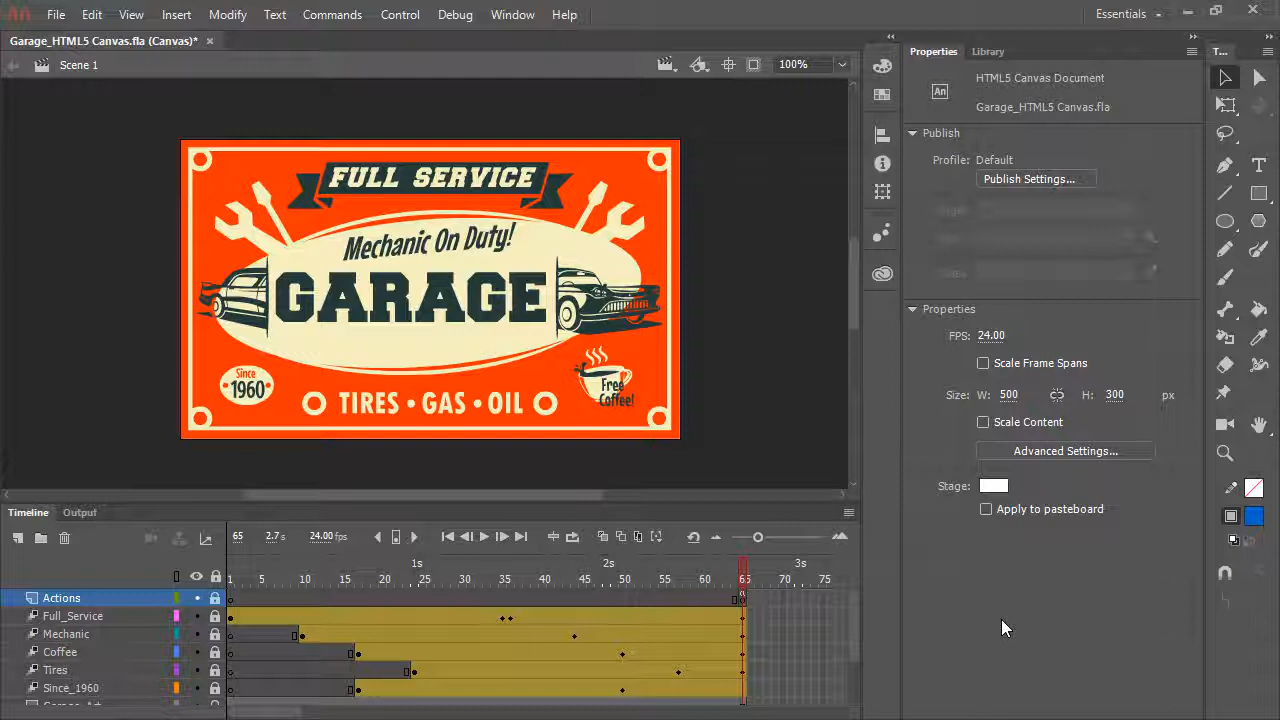 An File Edit View Insert Modify Text Commands Control Debug Window Help Essentials
Garage_HTML5 Canvas.fla (Canvas)*
Scene 1
100%
FULL SERVICE
Mechanic On Duty!
GARAGE
Since
1960
TIRES • GAS • OIL
Free
Coffee!
Properties Library
T...
HTML5 Canvas Document
An
Garage_HTML5 Canvas.fla
Publish
Profile: Default
Publish Settings...
Properties
FPS: 24.00
Scale Frame Spans
Size: W: 500 H: 300 px
Scale Content
Advanced Settings...
Stage:
Apply to pasteboard
Timeline Output
65 2.7 s 24.00 fps
1s 2s 3s
1 5 10 15 20 25 30 35 40 45 50 55 60 65 70 75
Actions
Full_Service
Mechanic
Coffee
Tires
Since_1960